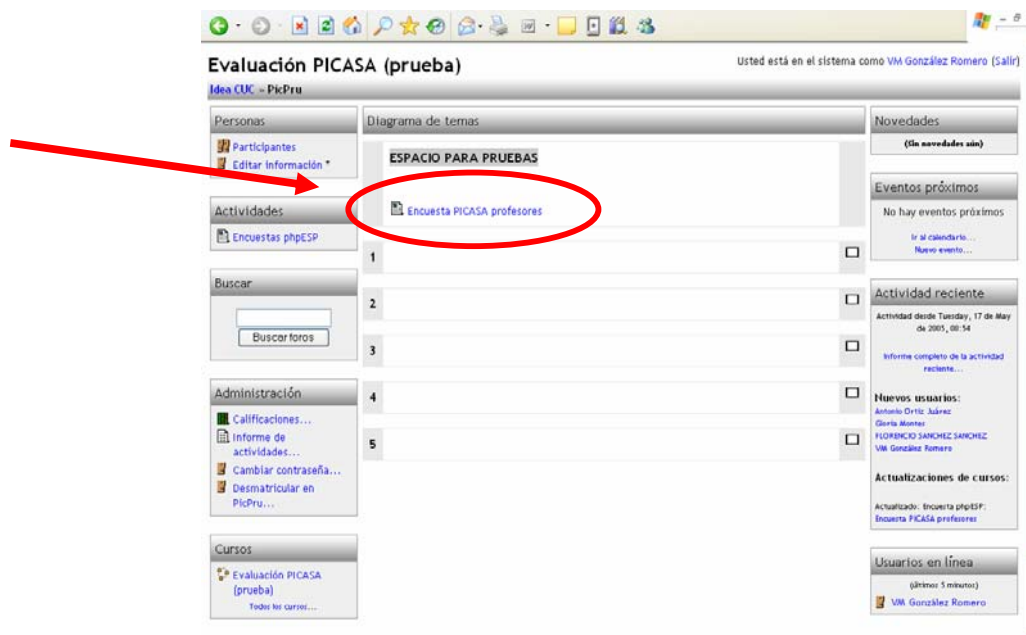 Evaluación PICASA (prueba)
Usted está en el sistema como VM González Romero (Salir)
Idea CUC - PicPru
Personas
Participantes
Editar información *
Actividades
Encuestas phpESP
Buscar
Buscar foros
Administración
Calificaciones...
Informe de
actividades...
Cambiar contraseña...
Desmatricular en
PicPru...
Cursos
Evaluación PICASA
(prueba)
Todos los cursos...
Diagrama de temas
ESPACIO PARA PRUEBAS
Encuesta PICASA profesores
1
2
3
4
5
Novedades
(Sin novedades aún)
Eventos próximos
No hay eventos próximos
Ir al calendario...
Nuevo evento...
Actividad reciente
Actividad desde Tuesday, 17 de May
de 2005, 00:54
Informe completo de la actividad
reciente...
Nuevos usuarios:
Antonio Ortiz Juárez
Gloria Montes
FLORENCIO SANCHEZ SANCHEZ
VM González Romero
Actualizaciones de cursos:
Actualizado: Encuesta phpESP:
Encuesta PICASA profesores
Usuarios en línea
(últimos 5 minutos)
VM González Romero